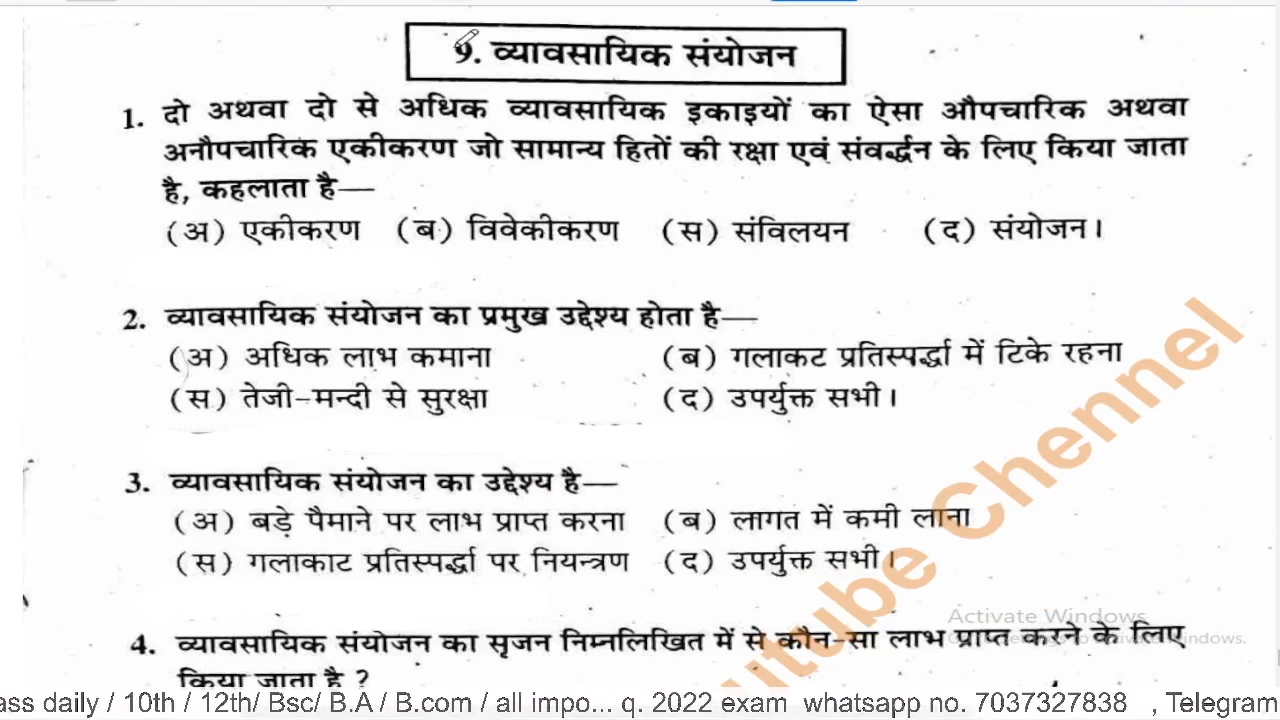 9. व्यावसायिक संयोजन
1. दो अथवा दो से अधिक व्यावसायिक इकाइयों का ऐसा औपचारिक अथवा
अनौपचारिक एकीकरण जो सामान्य हितों की रक्षा एवं संवर्द्धन के लिए किया जाता
है, कहलाता है—
(अ) एकीकरण (ब) विवेकीकरण (स) संविलयन (द) संयोजन।
2. व्यावसायिक संयोजन का प्रमुख उद्देश्य होता है—
(अ) अधिक लाभ कमाना (ब) गलाकट प्रतिस्पर्द्धा में टिके रहना
(स) तेजी-मन्दी से सुरक्षा (द) उपर्युक्त सभी।
3. व्यावसायिक संयोजन का उद्देश्य है—
(अ) बड़े पैमाने पर लाभ प्राप्त करना (ब) लागत में कमी लाना
(स) गलाकाट प्रतिस्पर्द्धा पर नियन्त्रण (द) उपर्युक्त सभी।
4. व्यावसायिक संयोजन का सृजन निम्नलिखित में से कौन-सा लाभ प्राप्त करने के लिए
किया जाता है ?
itube Chennel
Activate Windows
ass daily / 10th / 12th/ Bsc/ B.A / B.com / all impo... q. 2022 exam whatsapp no. 7037327838 , Telegram